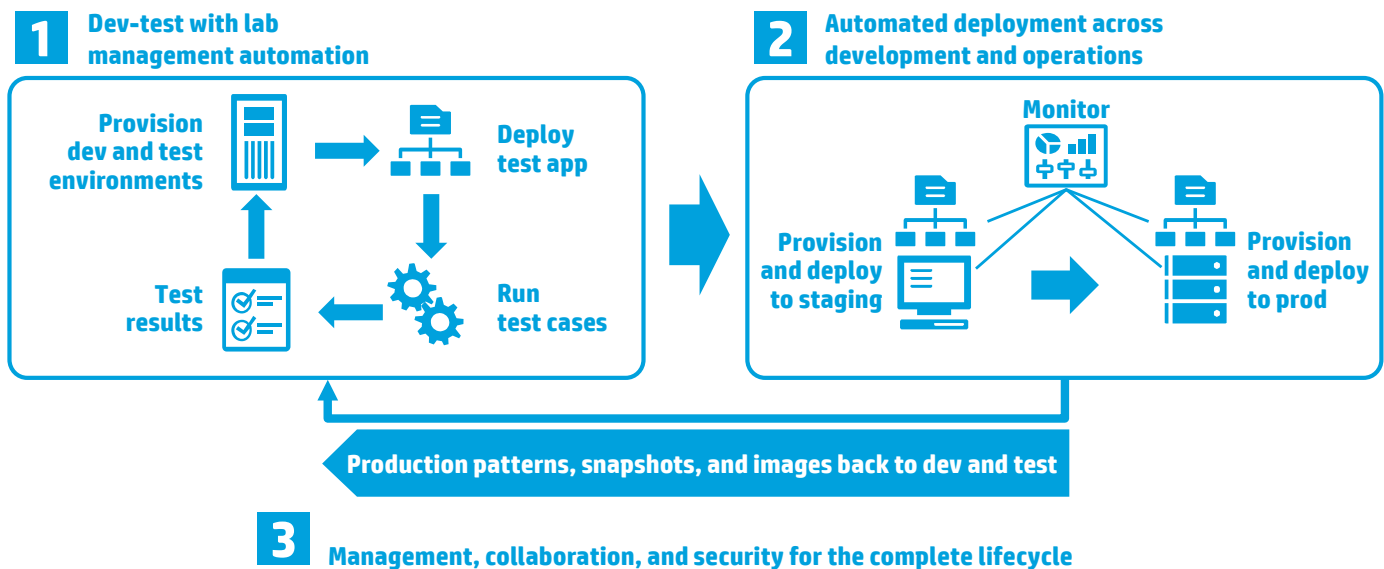 1
Dev-test with lab
management automation
Provision
dev and test
environments
Deploy
test app
Run
test cases
Test
results
2
Automated deployment across
development and operations
Monitor
Provision
and deploy
to staging
Provision
and deploy
to prod
Production patterns, snapshots, and images back to dev and test
3
Management, collaboration, and security for the complete lifecycle